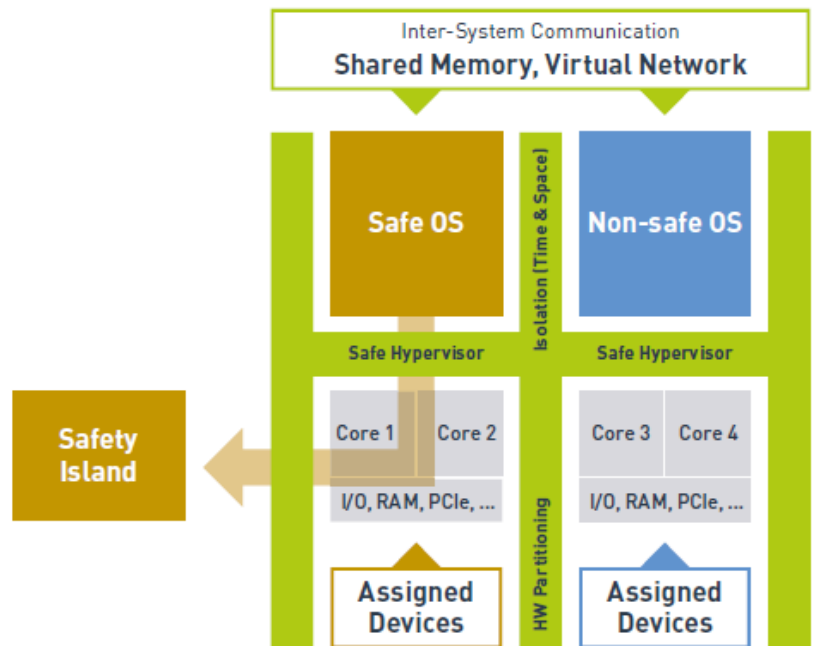 Inter-System Communication
Shared Memory, Virtual Network
Safe OS
Isolation (Time & Space)
Non-safe OS
Safe Hypervisor
Safe Hypervisor
Safety
Island
Core 1
Core 2
Core 3
Core 4
I/O, RAM, PCIe, ...
I/O, RAM, PCIe, ...
HW Partitioning
Assigned
Devices
Assigned
Devices